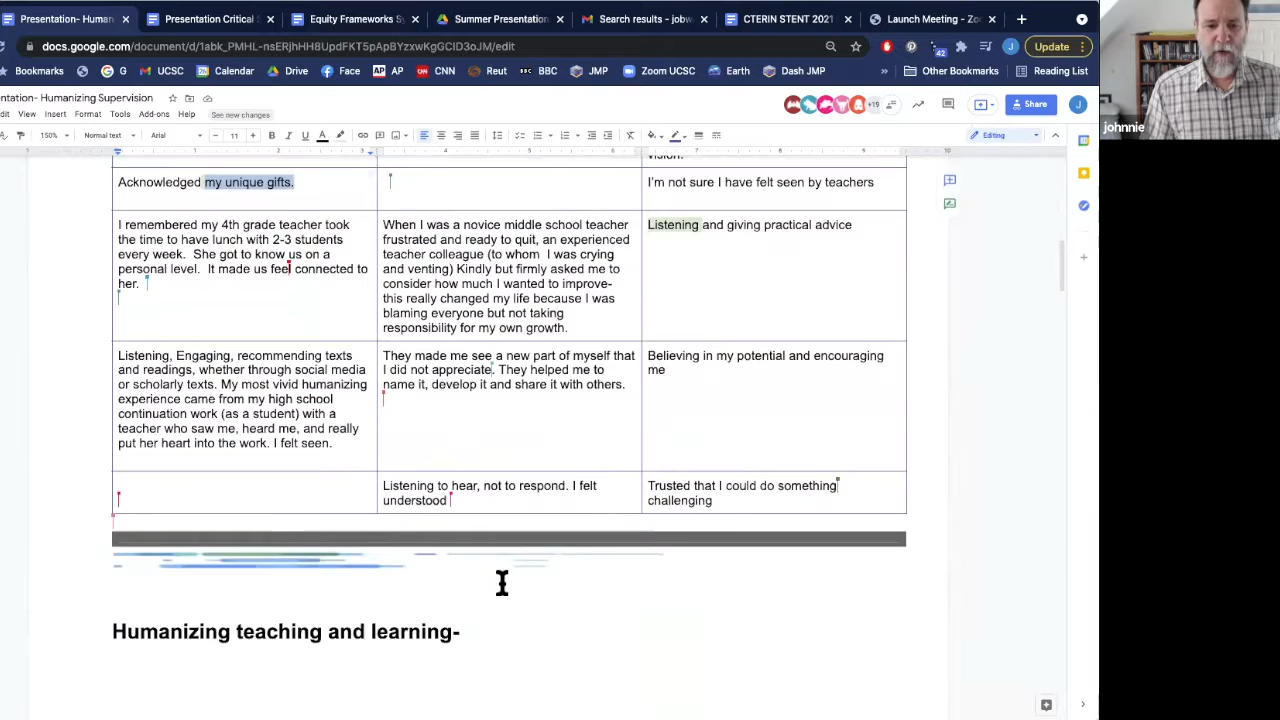 Presentation- Human
Presentation Critical
Equity Frameworks Sy
Summer Presentation
Search results - jobw
CTERIN STENT 2021
Launch Meeting - Zoo
docs.google.com/document/d/1abk_PMHL-nsERjhHH8UpdFKT5pApBYzxwKgGCID3oJM/edit
42
J
Update
Bookmarks
G
UCSC
Calendar
Drive
Face
AP
CNN
Reut
BBC
JMP
Zoom UCSC
Earth
Dash JMP
Other Bookmarks
Reading List
entation- Humanizing Supervision
dit View Insert Format Tools Add-ons Help
See new changes
+19
Share
J
150%
Normal text
Arial
11
Editing
johnnie
vision.
Acknowledged my unique gifts.
I'm not sure I have felt seen by teachers
I remembered my 4th grade teacher took
the time to have lunch with 2-3 students
every week. She got to know us on a
personal level. It made us feel connected to
her.
When I was a novice middle school teacher
frustrated and ready to quit, an experienced
teacher colleague (to whom I was crying
and venting) Kindly but firmly asked me to
consider how much I wanted to improve-
this really changed my life because I was
blaming everyone but not taking
responsibility for my own growth.
Listening and giving practical advice
Listening, Engaging, recommending texts
and readings, whether through social media
or scholarly texts. My most vivid humanizing
experience came from my high school
continuation work (as a student) with a
teacher who saw me, heard me, and really
put her heart into the work. I felt seen.
They made me see a new part of myself that
I did not appreciate. They helped me to
name it, develop it and share it with others.
Believing in my potential and encouraging
me
Listening to hear, not to respond. I felt
understood
Trusted that I could do something
challenging
Humanizing teaching and learning-